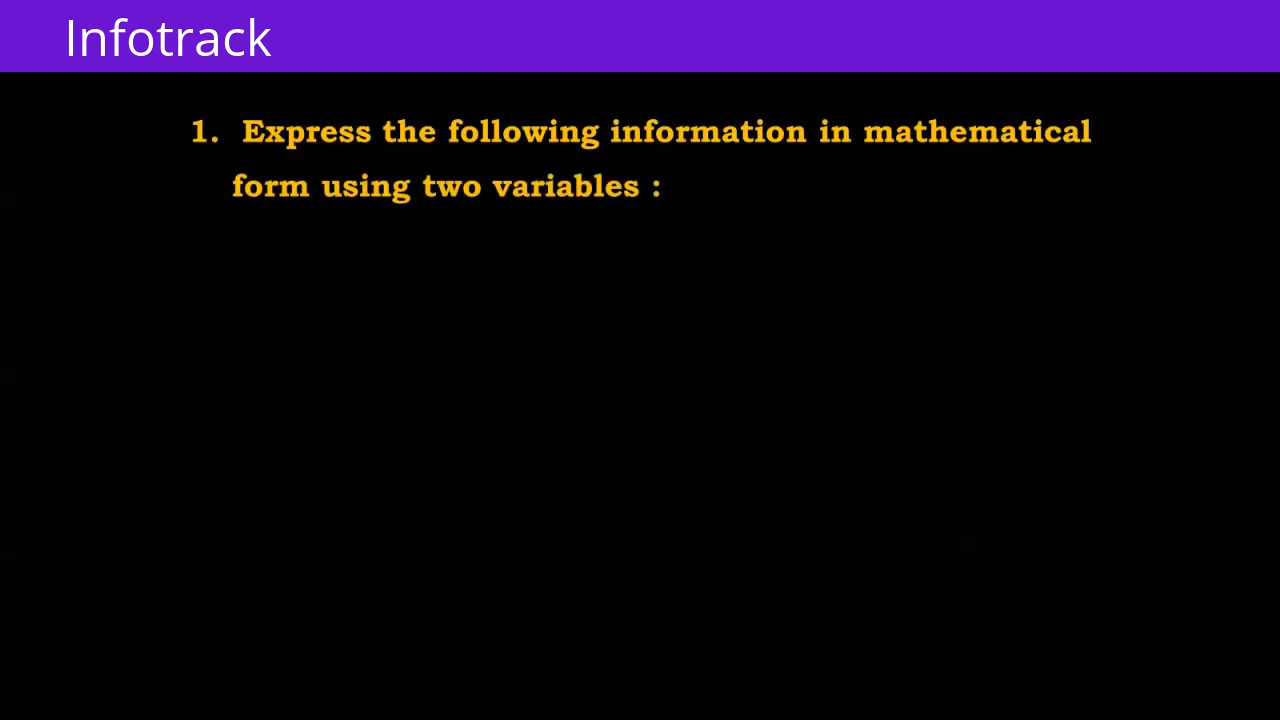 Infotrack
1. Express the following information in mathematical
form using two variables :